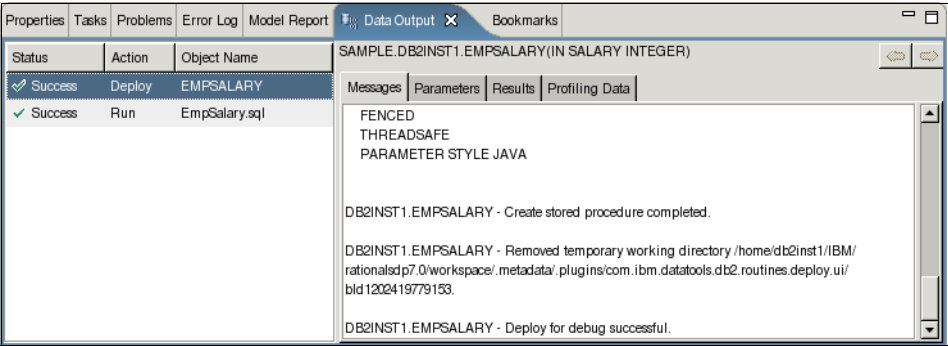 Properties Tasks Problems Error Log Model Report Data Output Bookmarks
Status Action Object Name
Success Deploy EMPSALARY
Success Run EmpSalary.sql
SAMPLE.DB2INST1.EMPSALARY(IN SALARY INTEGER)
Messages Parameters Results Profiling Data
FENCED
THREADSAFE
PARAMETER STYLE JAVA
DB2INST1.EMPSALARY - Create stored procedure completed.
DB2INST1.EMPSALARY - Removed temporary working directory /home/db2inst1/IBM/
rationalsdp7.0/workspace/.metadata/.plugins/com.ibm.datatools.db2.routines.deploy.ui/
bld1202419779153.
DB2INST1.EMPSALARY - Deploy for debug successful.